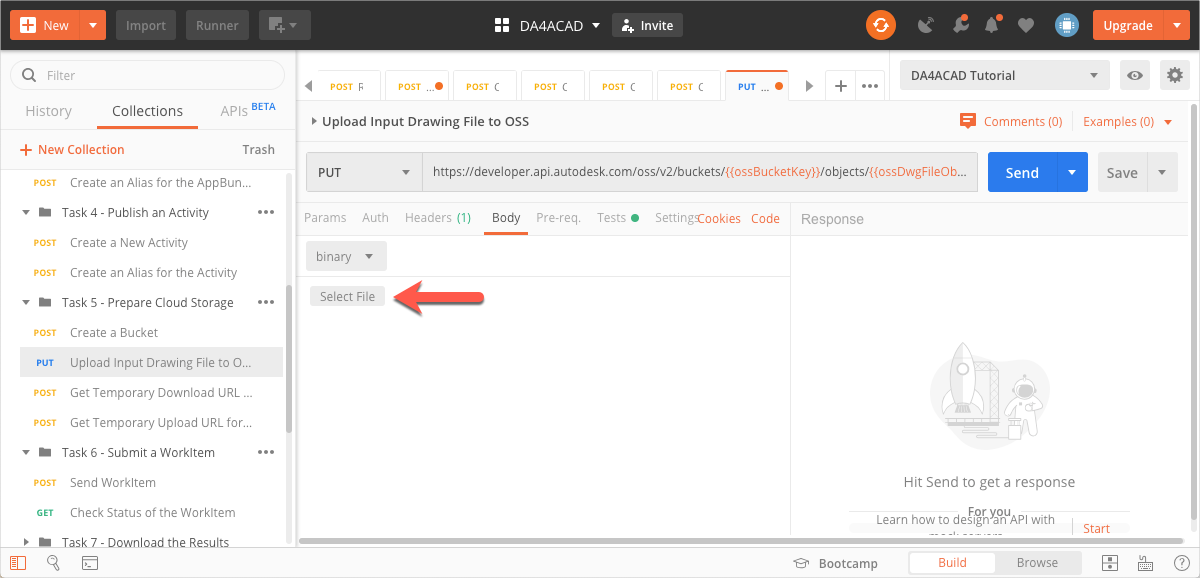 New
Import
Runner
DA4ACAD
Invite
Upgrade
Filter
History
Collections
APIs BETA
New Collection
Trash
POST Create an Alias for the AppBun...
Task 4 - Publish an Activity
POST Create a New Activity
POST Create an Alias for the Activity
Task 5 - Prepare Cloud Storage
POST Create a Bucket
PUT Upload Input Drawing File to O...
POST Get Temporary Download URL ...
POST Get Temporary Upload URL for...
Task 6 - Submit a WorkItem
POST Send WorkItem
GET Check Status of the WorkItem
Task 7 - Download the Results
POST R
POST ...
POST C
POST C
POST C
POST C
PUT ...
DA4ACAD Tutorial
Upload Input Drawing File to OSS
Comments (0)
Examples (0)
PUT
https://developer.api.autodesk.com/oss/v2/buckets/{{ossBucketKey}}/objects/{{ossDwgFileOb...
Send
Save
Params Auth Headers (1) Body Pre-req. Tests Settings Cookies Code
Response
binary
Select File
Hit Send to get a response
For you
Learn how to design an API with
mock servers
Start
Bootcamp
Build
Browse